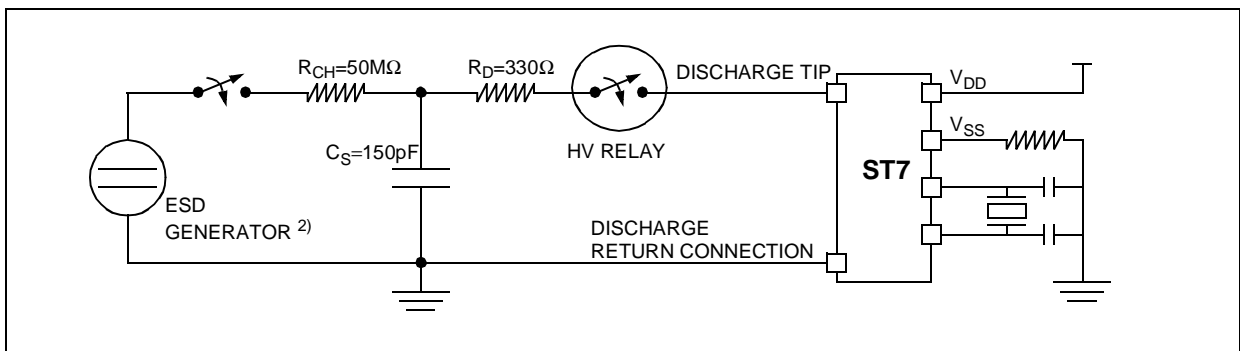 R_CH=50MΩ
R_D=330Ω
DISCHARGE TIP
V_DD
V_SS
C_S=150pF
HV RELAY
ST7
ESD
GENERATOR ²⁾
DISCHARGE
RETURN CONNECTION